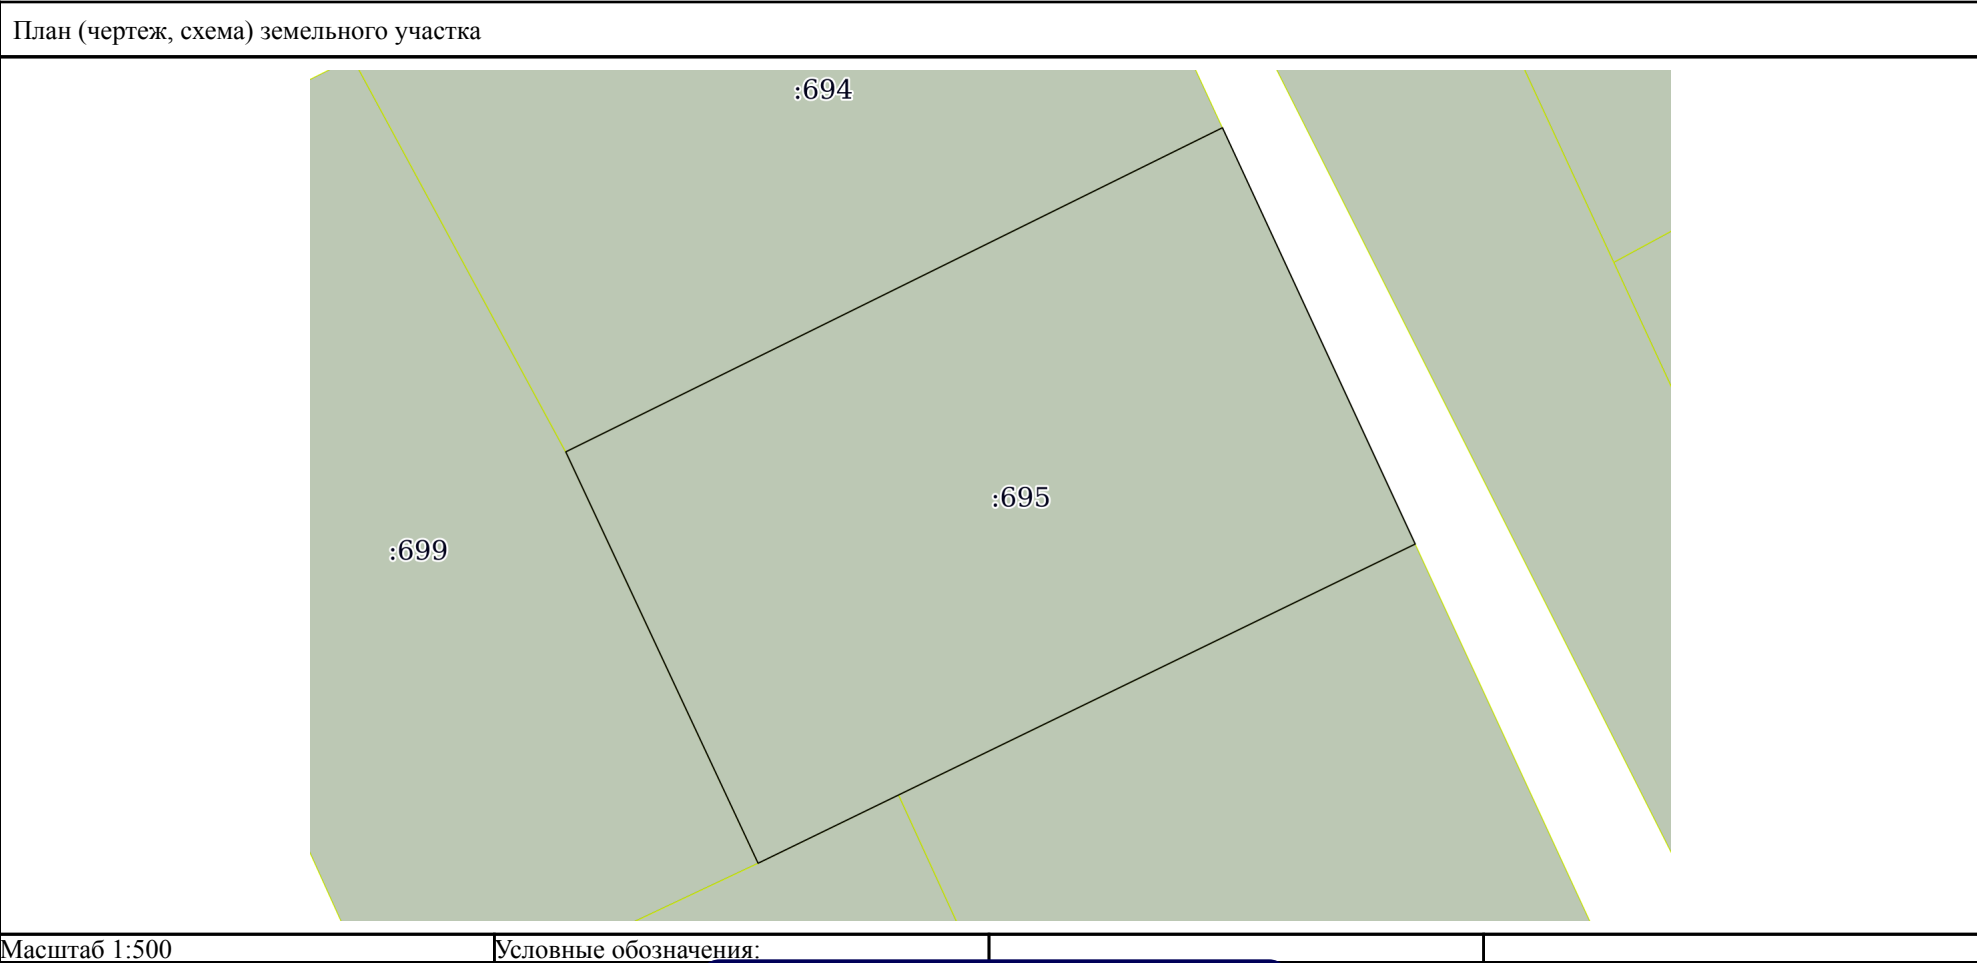 План (чертеж, схема) земельного участка
:694
:695
:699
Масштаб 1:500
Условные обозначения: